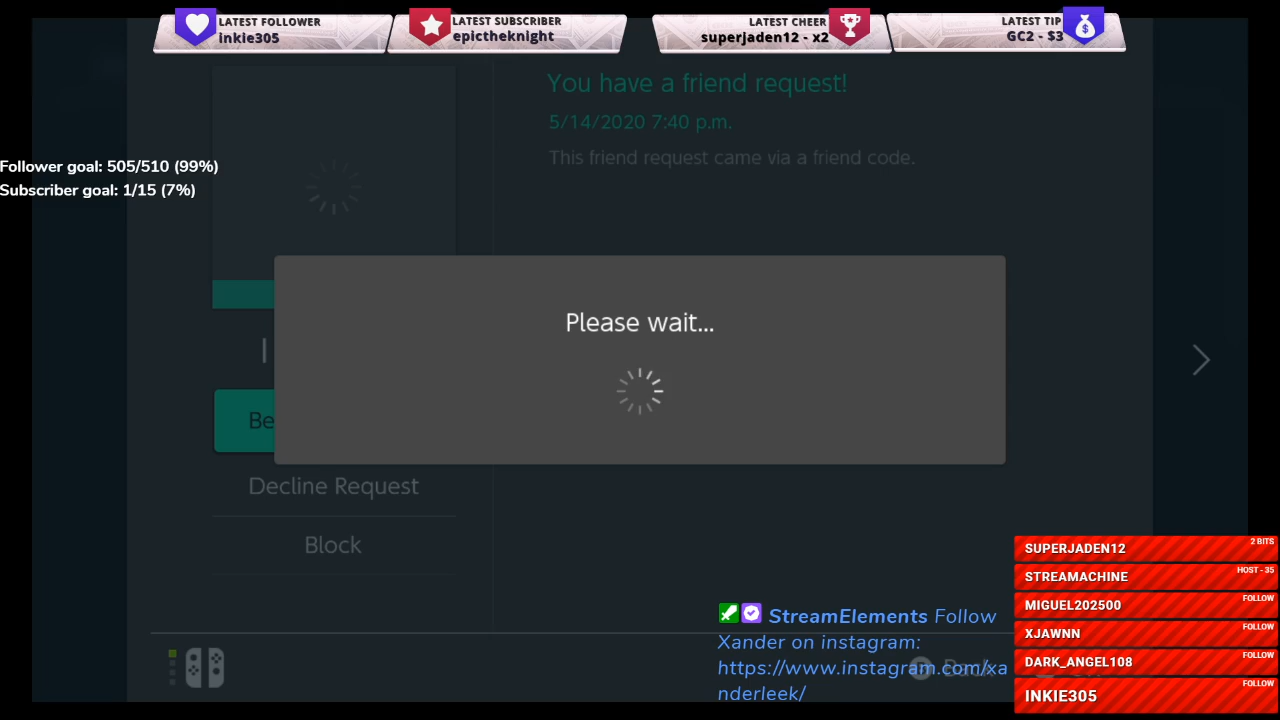 LATEST FOLLOWER
inkie305
LATEST SUBSCRIBER
epictheknight
LATEST CHEER
superjaden12 - x2
LATEST TIP
GC2 - $3
You have a friend request!
5/14/2020 7:40 p.m.
This friend request came via a friend code.
Follower goal: 505/510 (99%)
Subscriber goal: 1/15 (7%)
Please wait...
Be
Decline Request
Block
SUPERJADEN12 2 BITS
STREAMACHINE HOST - 35
MIGUEL202500 FOLLOW
XJAWNN FOLLOW
DARK_ANGEL108 FOLLOW
INKIE305 FOLLOW
StreamElements Follow
Xander on instagram:
https://www.instagram.com/xa
nderleek/
Back